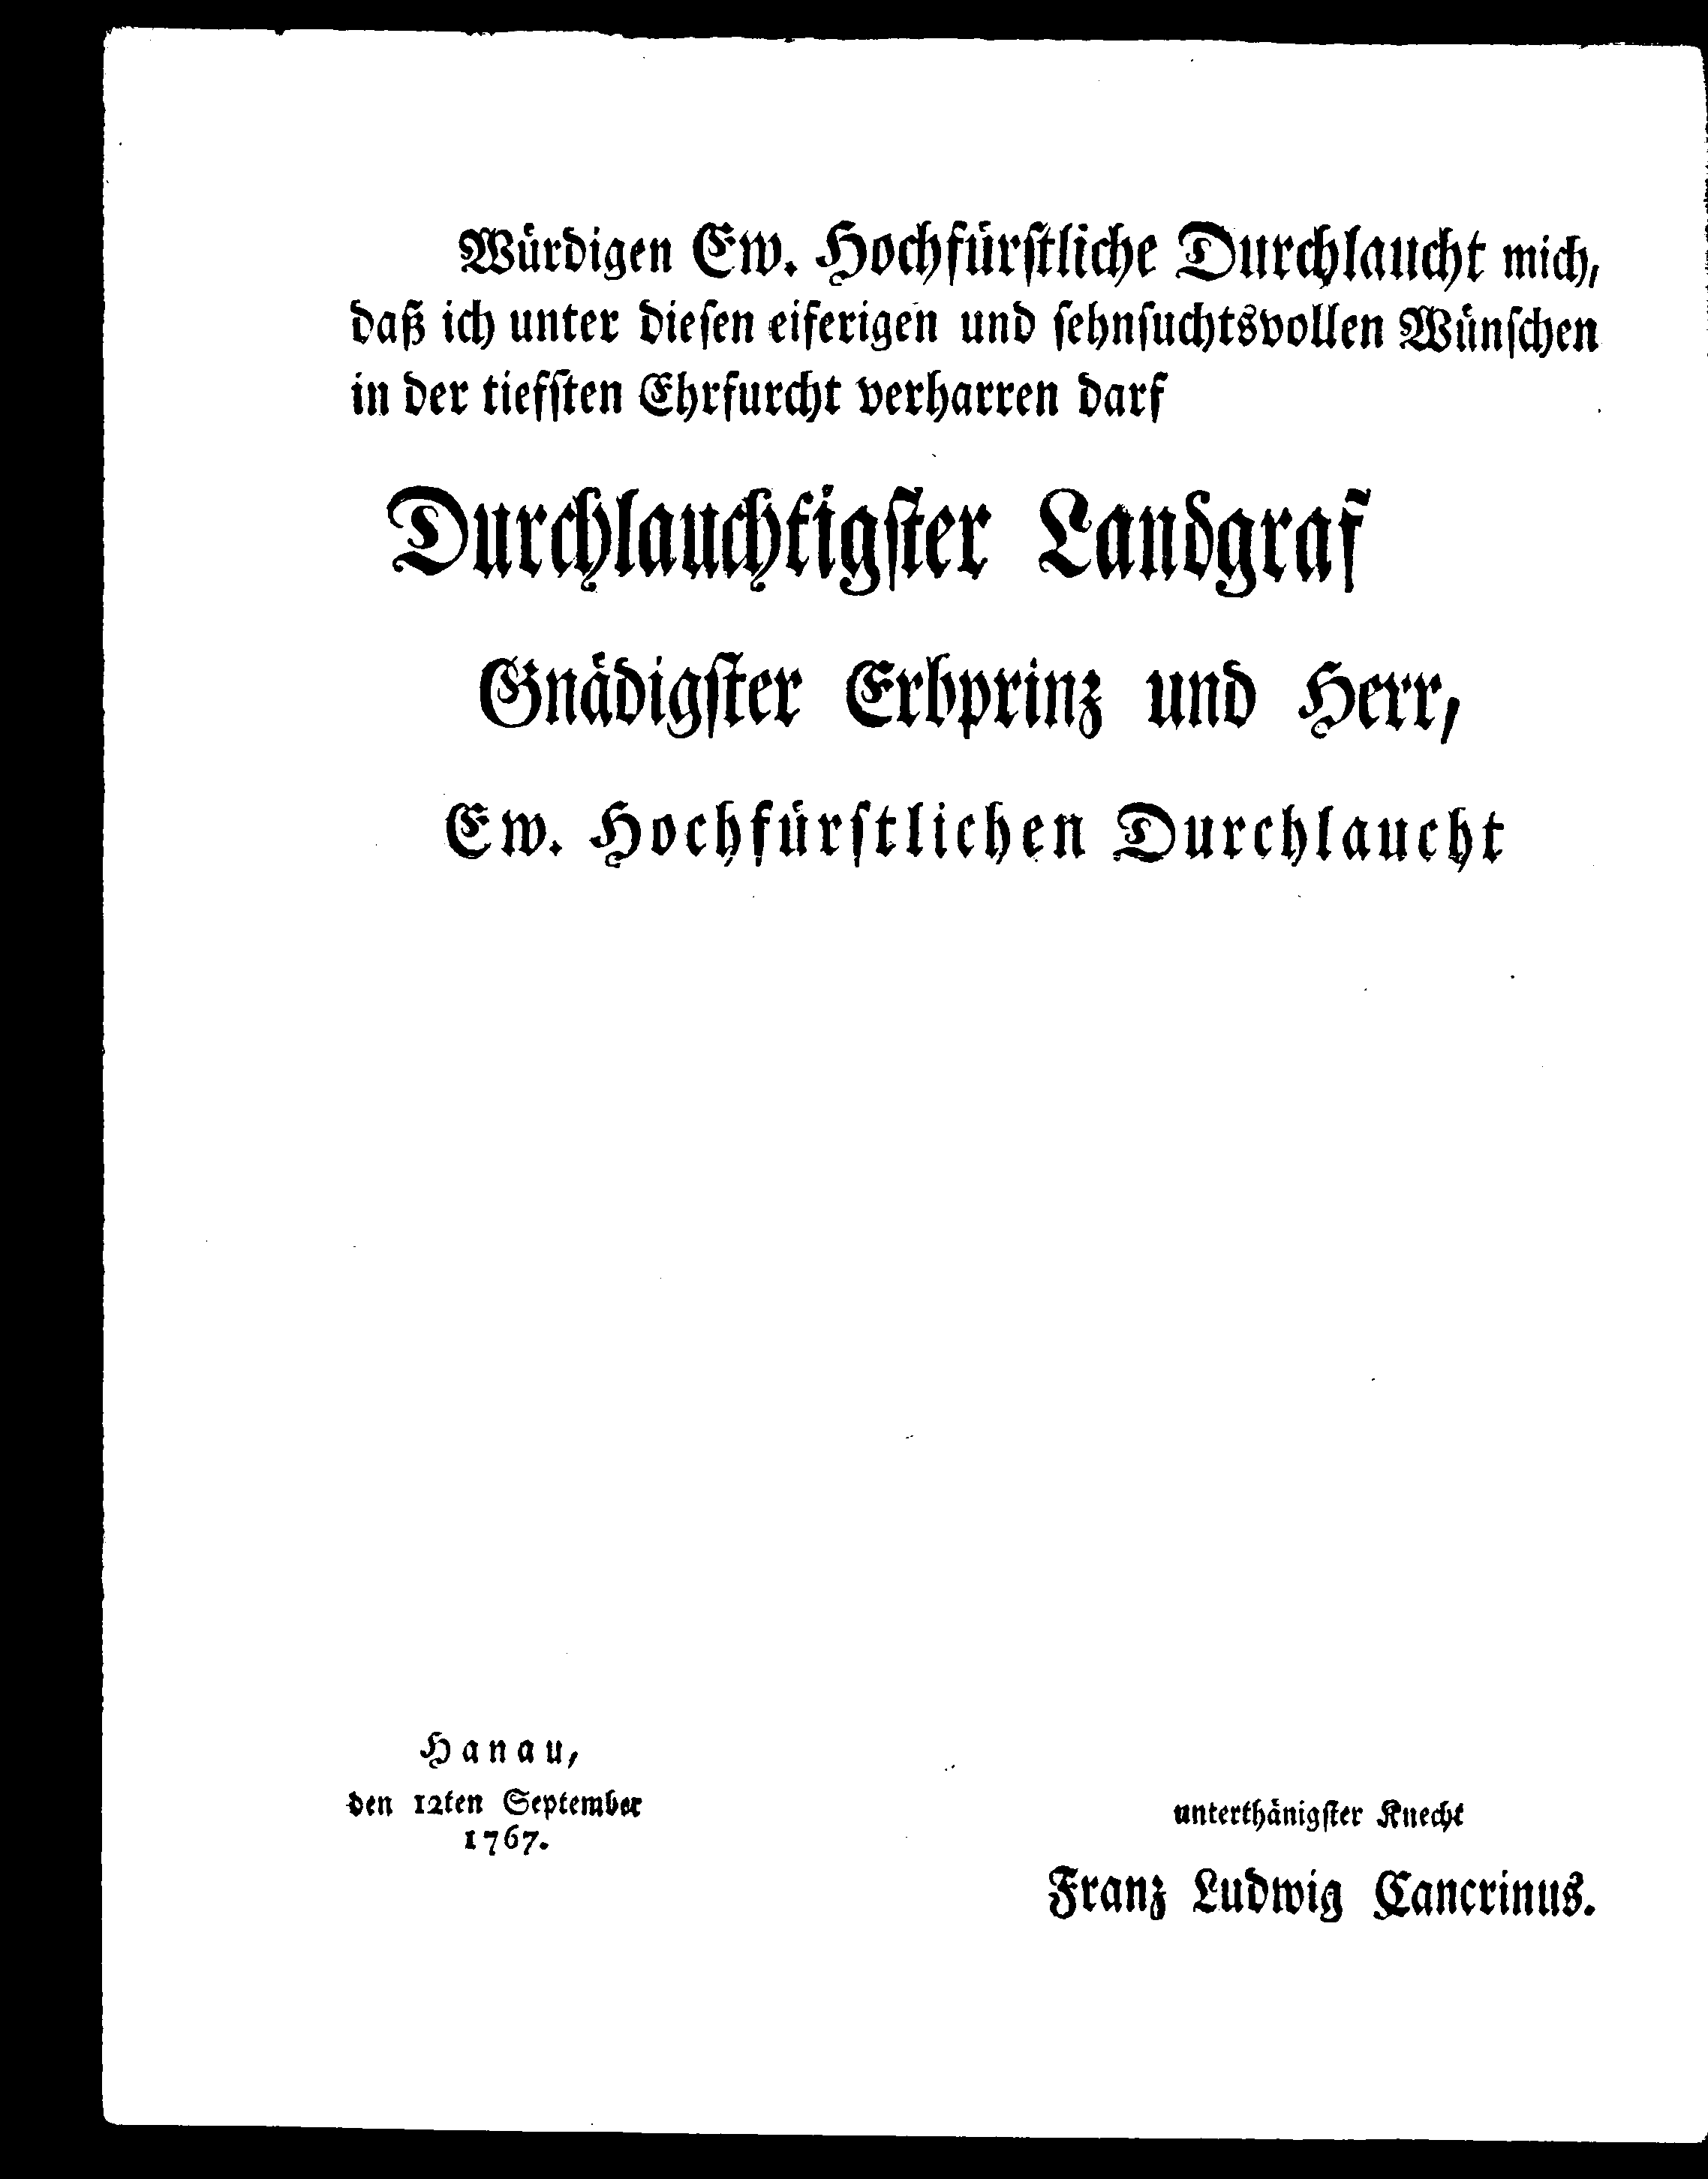 Würdigen Ew. Hochfürſtliche Durchlaucht mich,
daß ich unter dieſen eiferigen und ſehnſuchtsvollen Wünſchen
in der tiefſten Ehrfurcht verharren darf
Durchlauchtigſter Landgraf
Gnädigſter Erbprinz und Herr,
Ew. Hochfürſtlichen Durchlaucht
Hanau,
den 12ten September
1767.
unterthänigſter Knecht
Franz Ludwig Cancrinus.